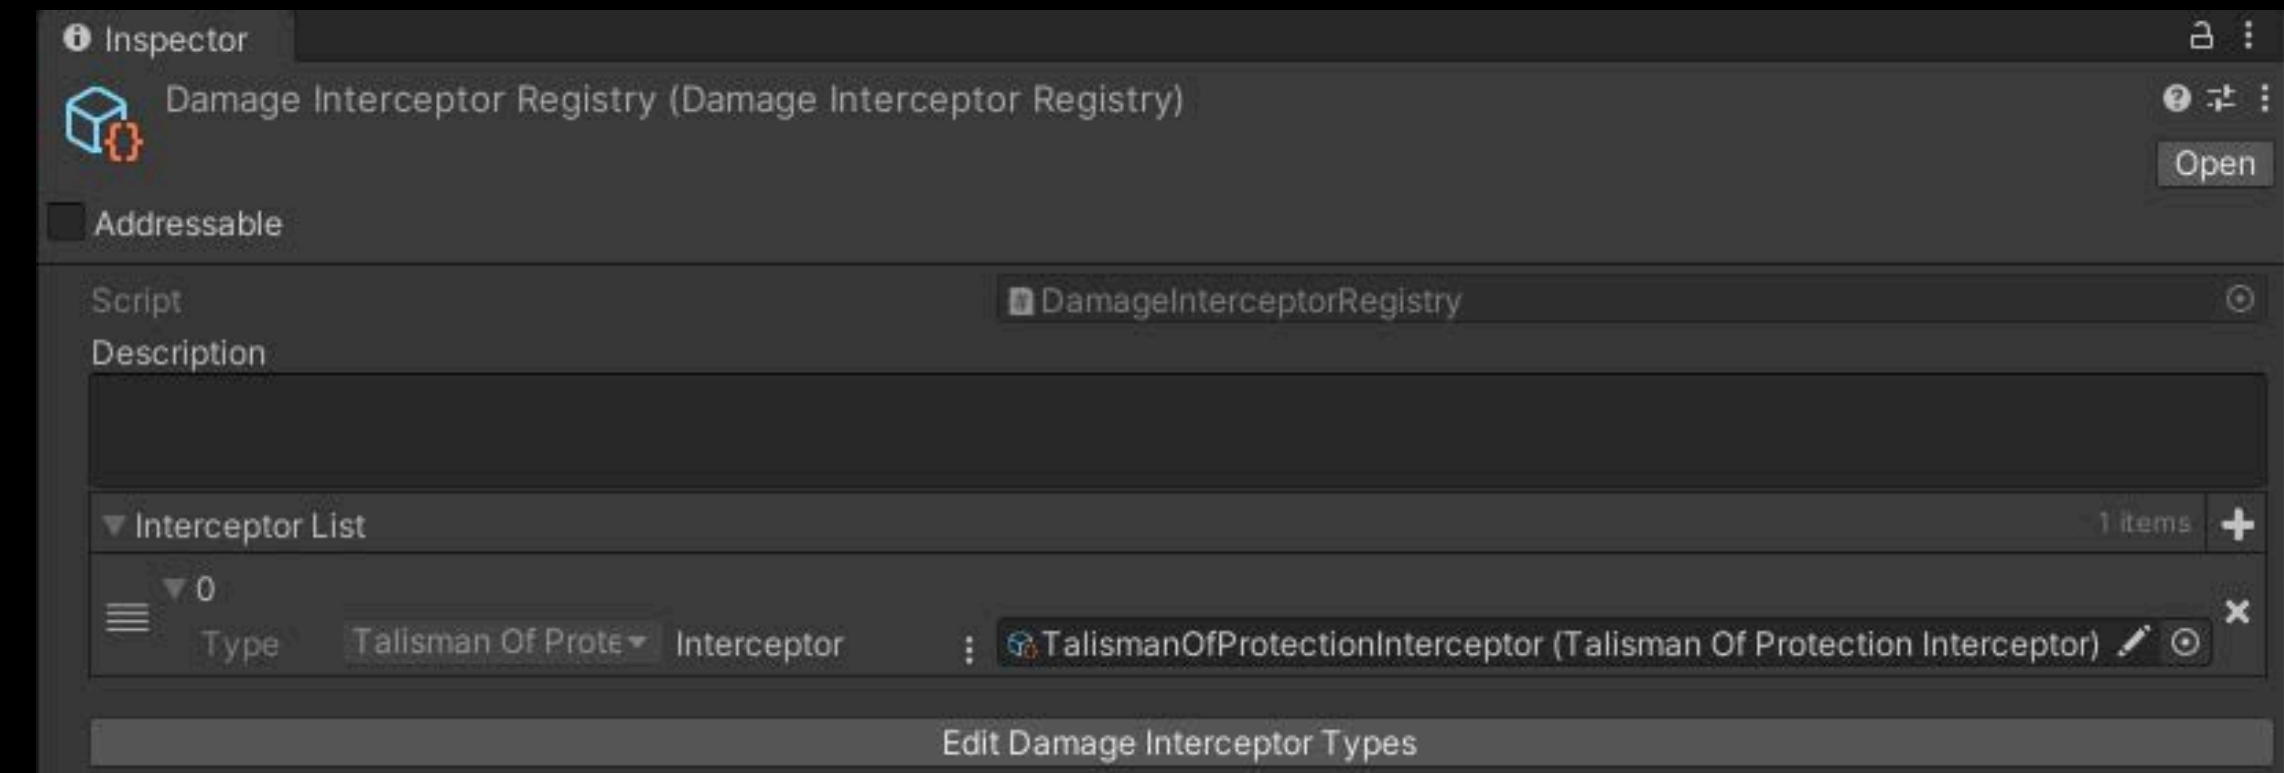 Inspector
Damage Interceptor Registry (Damage Interceptor Registry)
Open
Addressable
Script DamageInterceptorRegistry
Description
Interceptor List 1 items
0
Type Talisman Of Prote Interceptor TalismanOfProtectionInterceptor (Talisman Of Protection Interceptor)
Edit Damage Interceptor Types